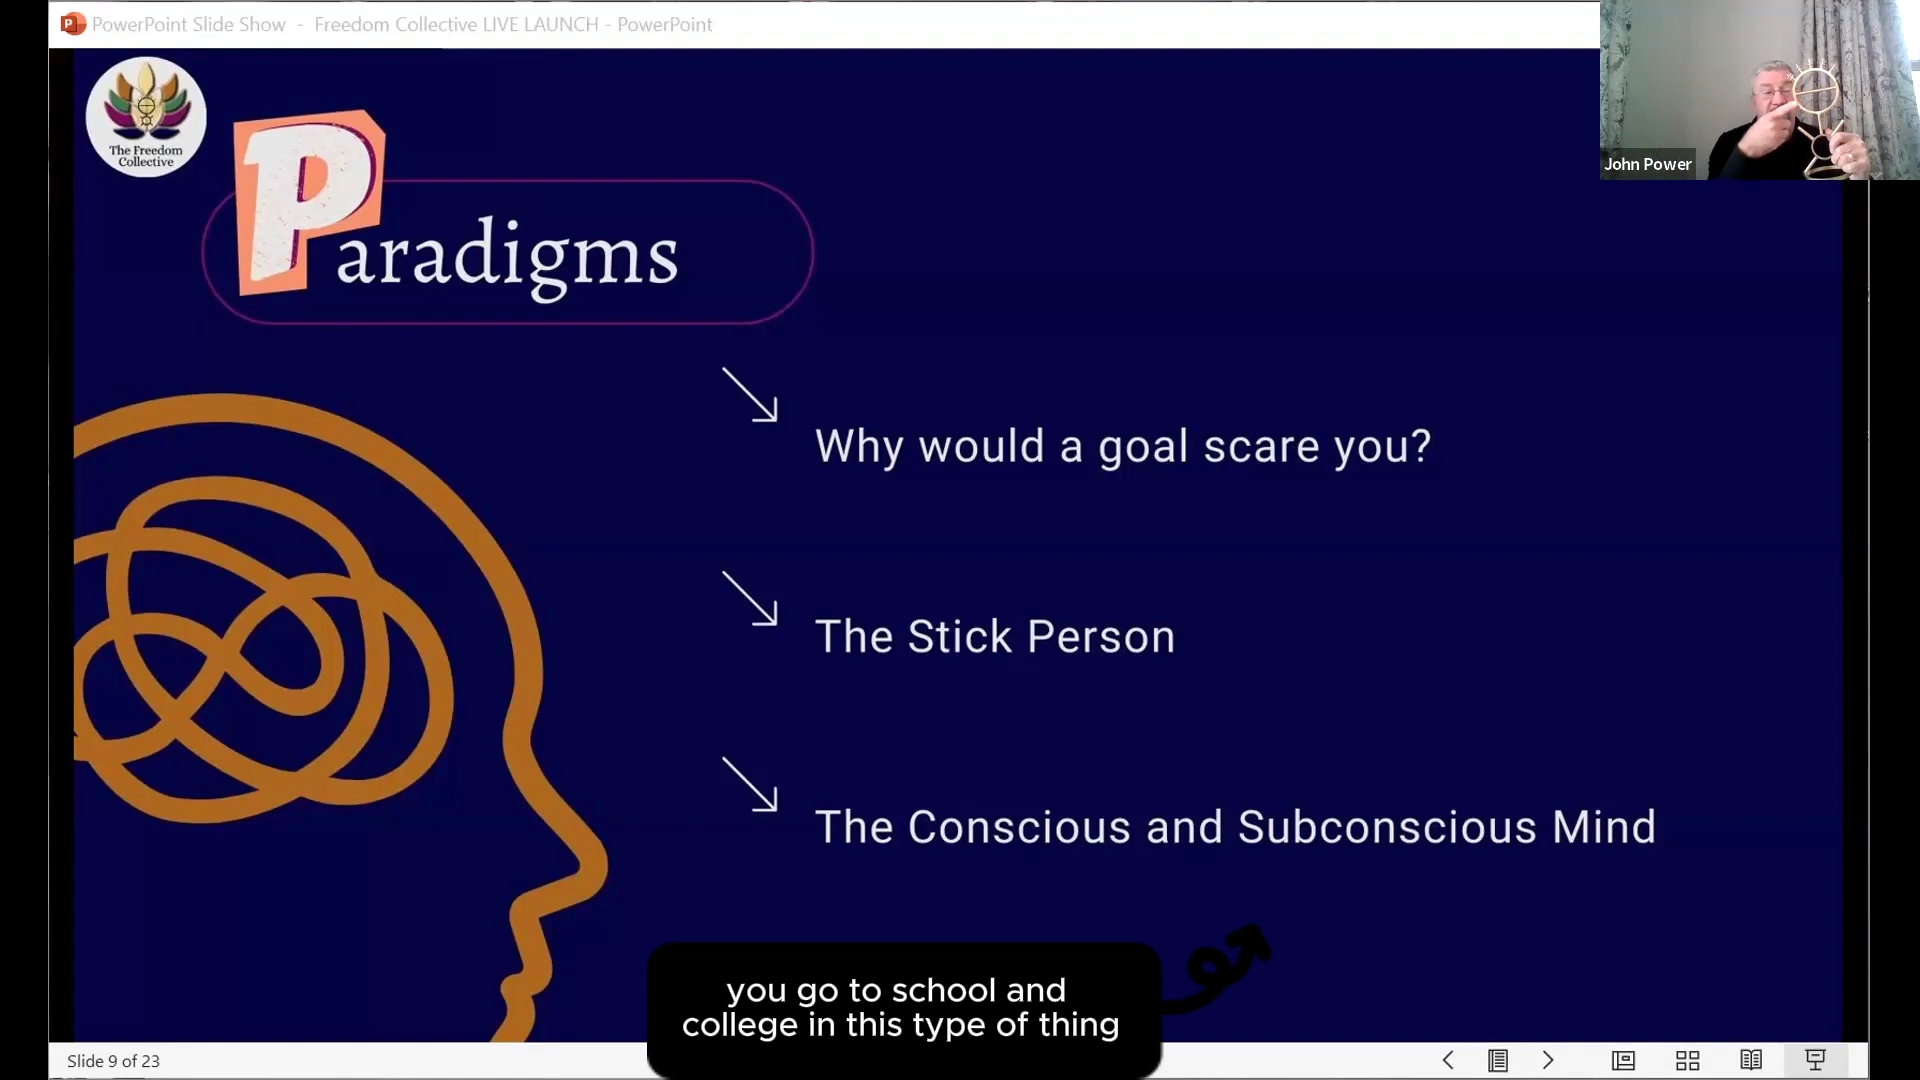 PowerPoint Slide Show - Freedom Collective LIVE LAUNCH - PowerPoint
The Freedom
Collective
Paradigms
John Power
Why would a goal scare you?
The Stick Person
The Conscious and Subconscious Mind
you go to school and
college in this type of thing
Slide 9 of 23